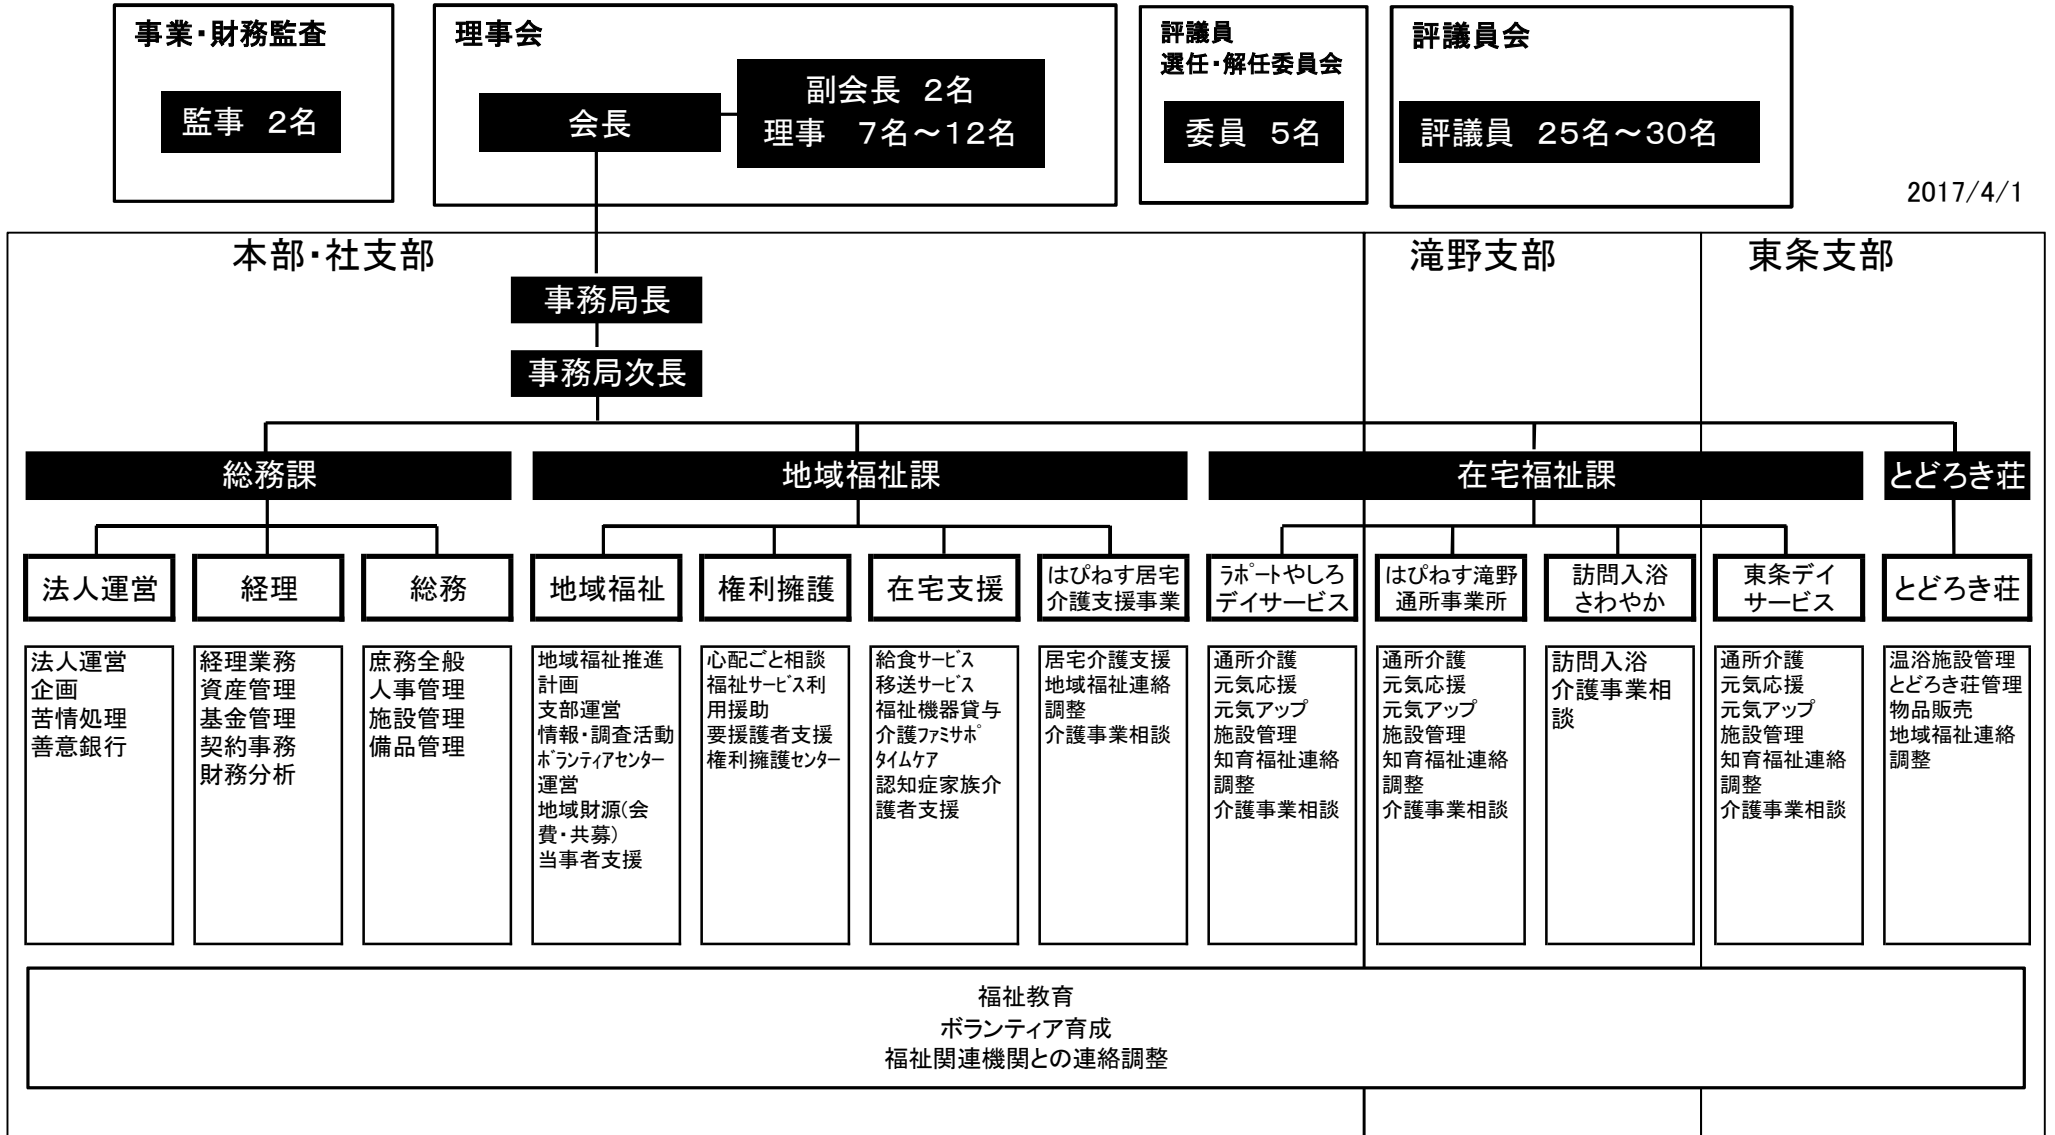 事業・財務監査
監事　2名
理事会
会長
副会長　2名
理事　7名～12名
評議員
選任・解任委員会
委員　5名
評議員会
評議員　25名～30名
2017/4/1
本部・社支部
滝野支部
東条支部
事務局長
事務局次長
総務課
地域福祉課
在宅福祉課
とどろき荘
法人運営
経理
総務
地域福祉
権利擁護
在宅支援
はぴねす居宅
介護支援事業
ﾗﾎﾟｰﾄやしろ
デイサービス
はぴねす滝野
通所事業所
訪問入浴
さわやか
東条デイ
サービス
とどろき荘
法人運営
企画
苦情処理
善意銀行
経理業務
資産管理
基金管理
契約事務
財務分析
庶務全般
人事管理
施設管理
備品管理
地域福祉推進
計画
支部運営
情報・調査活動
ﾎﾞﾗﾝﾃｨｱｾﾝﾀｰ
運営
地域財源(会
費・共募)
当事者支援
心配ごと相談
福祉ｻｰﾋﾞｽ利
用援助
要援護者支援
権利擁護ｾﾝﾀｰ
給食ｻｰﾋﾞｽ
移送ｻｰﾋﾞｽ
福祉機器貸与
介護ﾌｧﾐｻﾎﾟ
ﾀｲﾑｹｱ
認知症家族介
護者支援
居宅介護支援
地域福祉連絡
調整
介護事業相談
通所介護
元気応援
元気アップ
施設管理
知育福祉連絡
調整
介護事業相談
通所介護
元気応援
元気アップ
施設管理
知育福祉連絡
調整
介護事業相談
訪問入浴
介護事業相
談
通所介護
元気応援
元気アップ
施設管理
知育福祉連絡
調整
介護事業相談
温浴施設管理
とどろき荘管理
物品販売
地域福祉連絡
調整
福祉教育
ボランティア育成
福祉関連機関との連絡調整